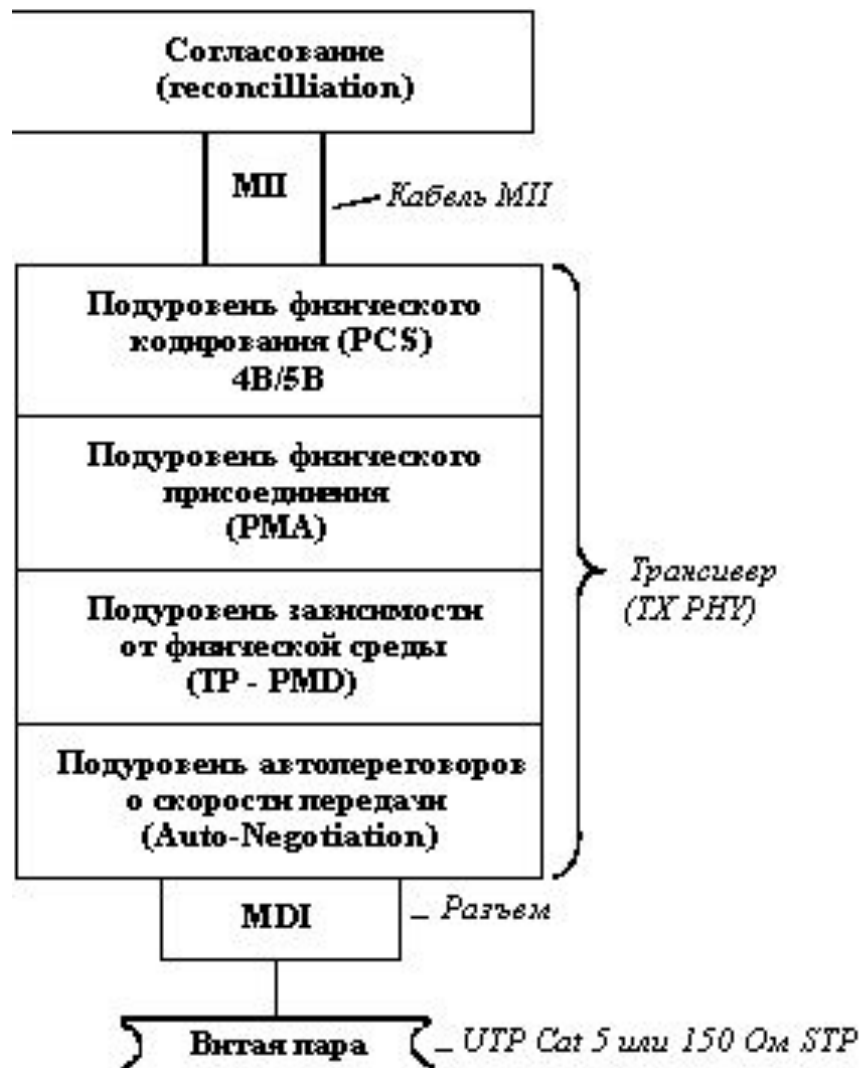 Согласование
(reconcilliation)
MII
Кабель MII
Подуровень физического
кодирования (PCS)
4B/5B
Подуровень физического
присоединения
(PMA)
Подуровень зависимости
от физической среды
(TP - PMD)
Трансивер
(TX PHY)
Подуровень автопереговоров
о скорости передачи
(Auto-Negotiation)
MDI
Разъем
Витая пара
UTP Cat 5 или 150 Ом STP